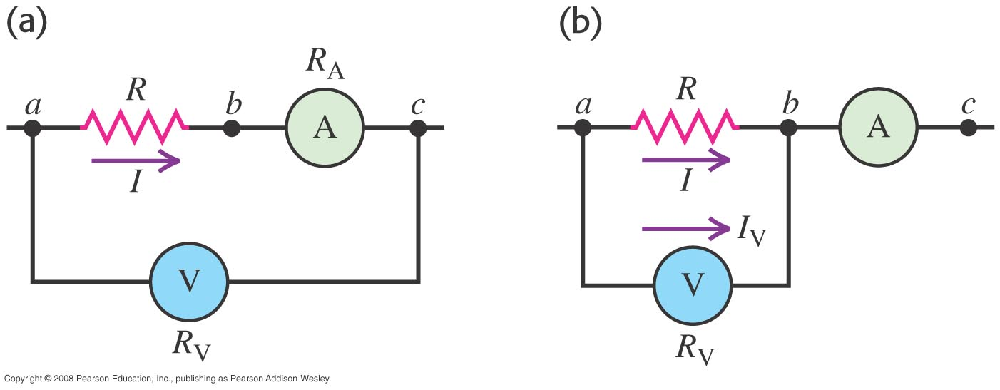 (a)
R_A
R
a
b
c
A
I
V
R_V
(b)
R
a
b
c
A
I
I_V
V
R_V
Copyright © 2008 Pearson Education, Inc., publishing as Pearson Addison-Wesley.